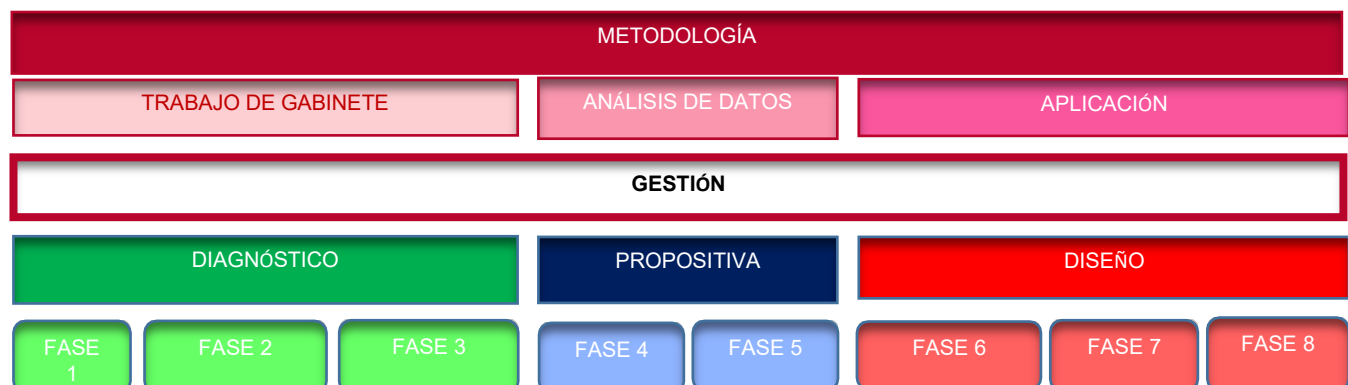 METODOLOGÍA
TRABAJO DE GABINETE
ANÁLISIS DE DATOS
APLICACIÓN
GESTIÓN
DIAGNÓSTICO
PROPOSITIVA
DISEÑO
FASE
1
FASE 2
FASE 3
FASE 4
FASE 5
FASE 6
FASE 7
FASE 8